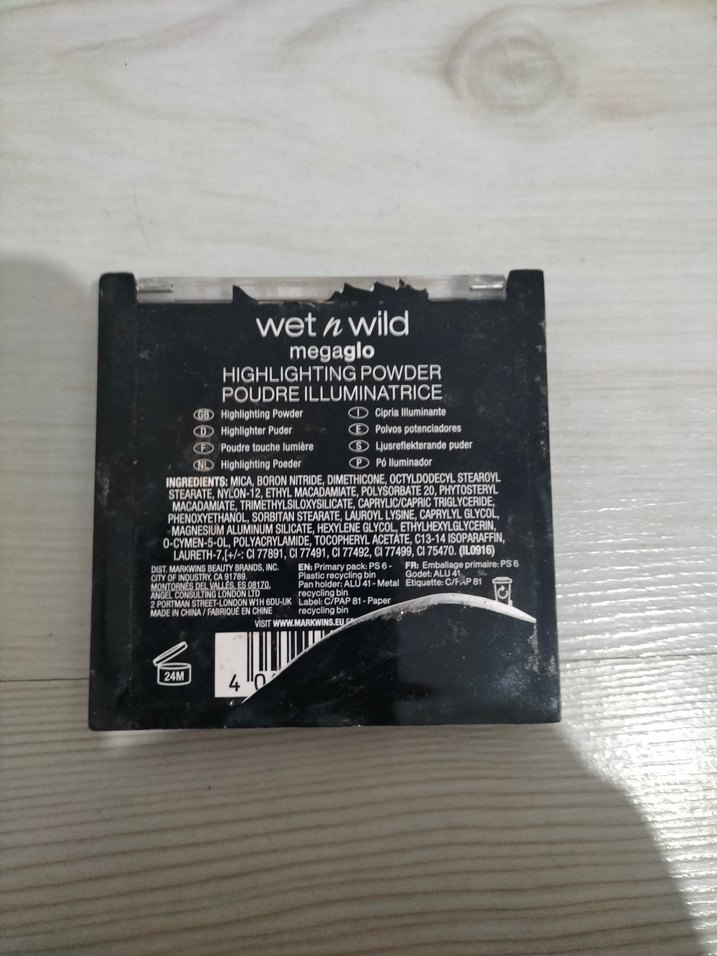 wet n wild
megaglo
HIGHLIGHTING POWDER
POUDRE ILLUMINATRICE
GB Highlighting Powder
D Highlighter Puder
F Poudre touche lumière
NL Highlighting Poeder
I Cipria Illuminante
E Polvos potenciadores
S Ljusreflekterande puder
P Pó Iluminador
INGREDIENTS: MICA, BORON NITRIDE, DIMETHICONE, OCTYLDODECYL STEAROYL
STEARATE, NYLON-12, ETHYL MACADAMIATE, POLYSORBATE 20, PHYTOSTERYL
MACADAMIATE, TRIMETHYLSILOXYSILICATE, CAPRYLIC/CAPRIC TRIGLYCERIDE,
PHENOXYETHANOL, SORBITAN STEARATE, LAUROYL LYSINE, CAPRYLYL GLYCOL,
MAGNESIUM ALUMINUM SILICATE, HEXYLENE GLYCOL, ETHYLHEXYLGLYCERIN,
O-CYMEN-5-OL, POLYACRYLAMIDE, TOCOPHERYL ACETATE, C13-14 ISOPARAFFIN,
LAURETH-7,[+/-: CI 77891, CI 77491, CI 77492, CI 77499, CI 75470. (IL0916)
DIST. MARKWINS BEAUTY BRANDS, INC.
CITY OF INDUSTRY, CA 91789.
MONTORNÉS DEL VALLÉS, ES 08170.
ANGEL CONSULTING LONDON LTD
2 PORTMAN STREET-LONDON W1H 6DU-UK
MADE IN CHINA / FABRIQUÉ EN CHINE
EN: Primary pack: PS 6 -
Plastic recycling bin
Pan holder: ALU 41 - Metal
recycling bin
Label: C/PAP 81 - Paper
recycling bin
FR: Emballage primaire: PS 6
Godet: ALU 41
Etiquette: C/PAP 81
VISIT WWW.MARKWINS.EU
24M
4 0